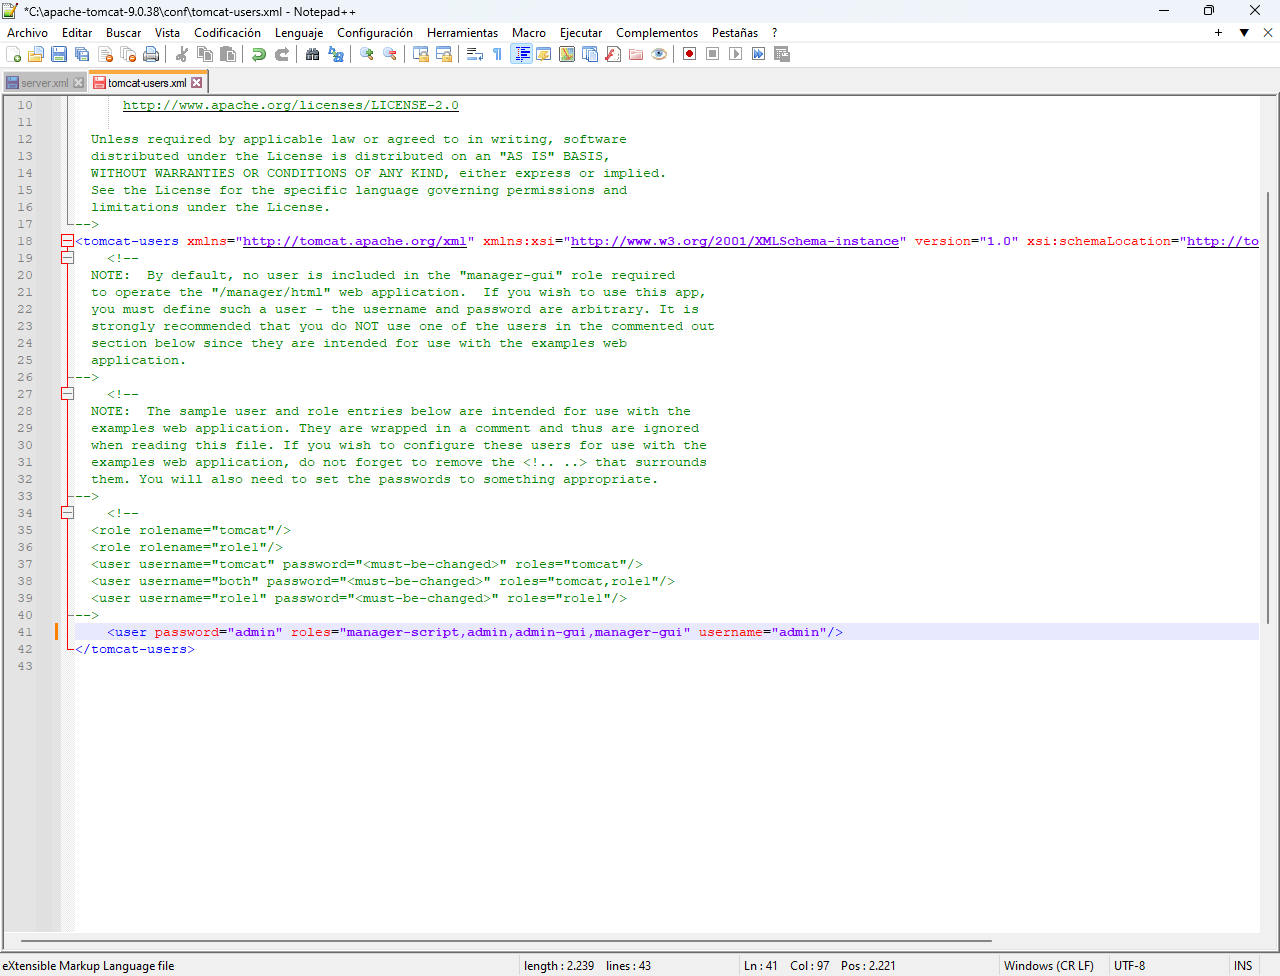 *C:\apache-tomcat-9.0.38\conf\tomcat-users.xml - Notepad++
Archivo Editar Buscar Vista Codificación Lenguaje Configuración Herramientas Macro Ejecutar Complementos Pestañas ?
server.xml tomcat-users.xml
10 http://www.apache.org/licenses/LICENSE-2.0
11
12 Unless required by applicable law or agreed to in writing, software
13 distributed under the License is distributed on an "AS IS" BASIS,
14 WITHOUT WARRANTIES OR CONDITIONS OF ANY KIND, either express or implied.
15 See the License for the specific language governing permissions and
16 limitations under the License.
17 -->
18 <tomcat-users xmlns="http://tomcat.apache.org/xml" xmlns:xsi="http://www.w3.org/2001/XMLSchema-instance" version="1.0" xsi:schemaLocation="http://to
19 <!--
20 NOTE:  By default, no user is included in the "manager-gui" role required
21 to operate the "/manager/html" web application.  If you wish to use this app,
22 you must define such a user - the username and password are arbitrary. It is
23 strongly recommended that you do NOT use one of the users in the commented out
24 section below since they are intended for use with the examples web
25 application.
26 -->
27 <!--
28 NOTE:  The sample user and role entries below are intended for use with the
29 examples web application. They are wrapped in a comment and thus are ignored
30 when reading this file. If you wish to configure these users for use with the
31 examples web application, do not forget to remove the <!.. ..> that surrounds
32 them. You will also need to set the passwords to something appropriate.
33 -->
34 <!--
35 <role rolename="tomcat"/>
36 <role rolename="role1"/>
37 <user username="tomcat" password="<must-be-changed>" roles="tomcat"/>
38 <user username="both" password="<must-be-changed>" roles="tomcat,role1"/>
39 <user username="role1" password="<must-be-changed>" roles="role1"/>
40 -->
41 <user password="admin" roles="manager-script,admin,admin-gui,manager-gui" username="admin"/>
42 </tomcat-users>
43
eXtensible Markup Language file length : 2.239 lines : 43 Ln : 41 Col : 97 Pos : 2.221 Windows (CR LF) UTF-8 INS